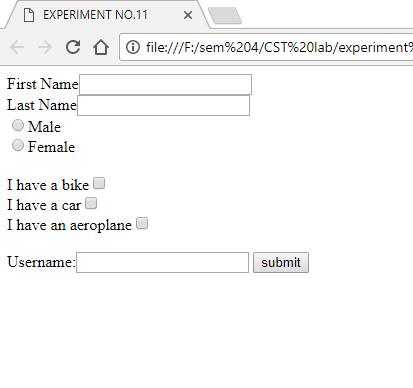 EXPERIMENT NO.11
file:///F:/sem%204/CST%20lab/experiment%
First Name
Last Name
Male
Female
I have a bike
I have a car
I have an aeroplane
Username: submit